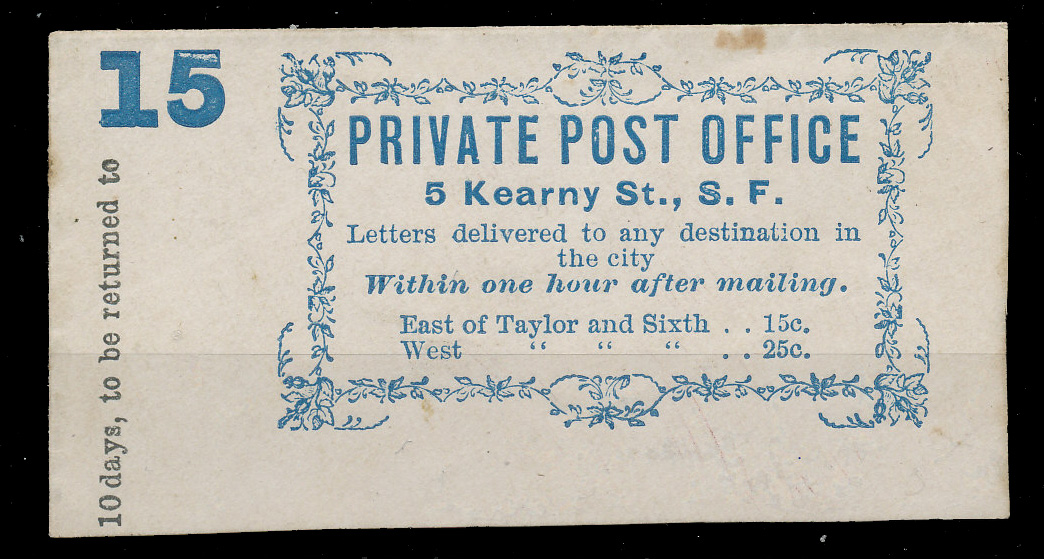 15
10 days, to be returned to
PRIVATE POST OFFICE
5 Kearny St., S. F.
Letters delivered to any destination in
the city
Within one hour after mailing.
East of Taylor and Sixth . . 15c.
West “ “ “ . . 25c.